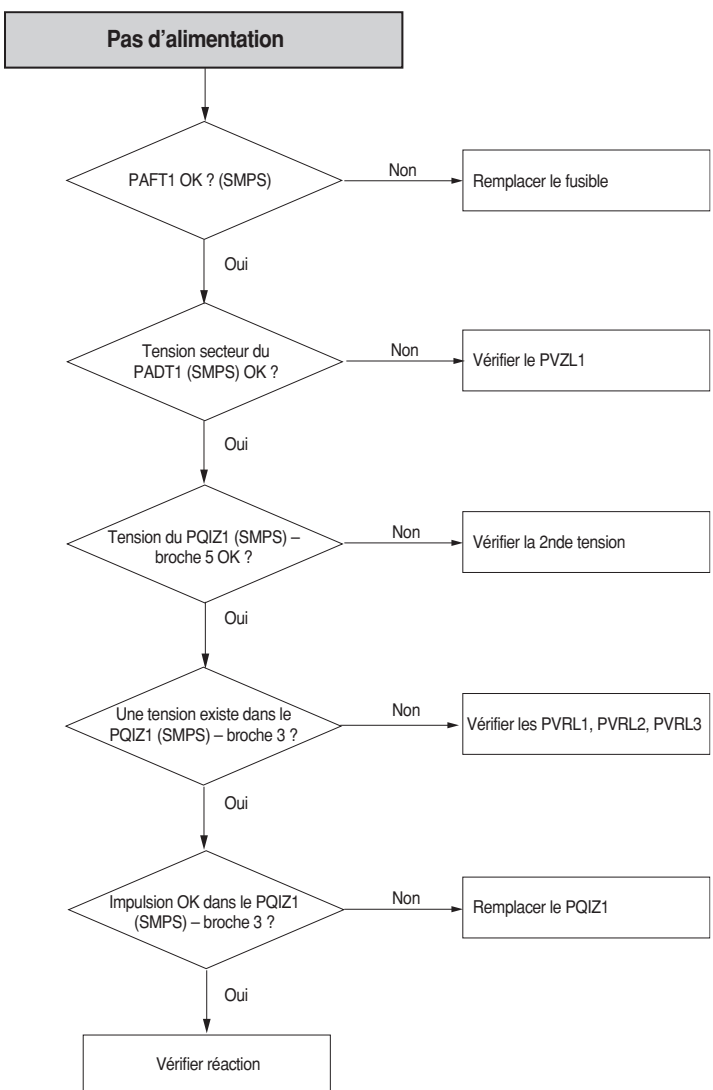 Pas d'alimentation
PAFT1 OK ? (SMPS)
Non
Remplacer le fusible
Oui
Tension secteur du
PADT1 (SMPS) OK ?
Non
Vérifier le PVZL1
Oui
Tension du PQIZ1 (SMPS) –
broche 5 OK ?
Non
Vérifier la 2nde tension
Oui
Une tension existe dans le
PQIZ1 (SMPS) – broche 3 ?
Non
Vérifier les PVRL1, PVRL2, PVRL3
Oui
Impulsion OK dans le PQIZ1
(SMPS) – broche 3 ?
Non
Remplacer le PQIZ1
Oui
Vérifier réaction